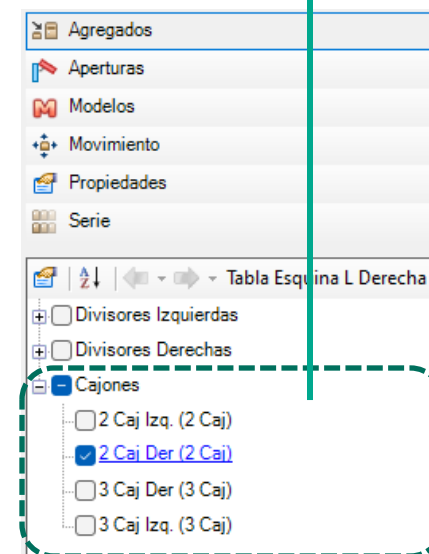 Agregados
Aperturas
Modelos
Movimiento
Propiedades
Serie
Tabla Esquina L Derecha
Divisores Izquierdas
Divisores Derechas
Cajones
2 Caj Izq. (2 Caj)
2 Caj Der (2 Caj)
3 Caj Der (3 Caj)
3 Caj Izq. (3 Caj)